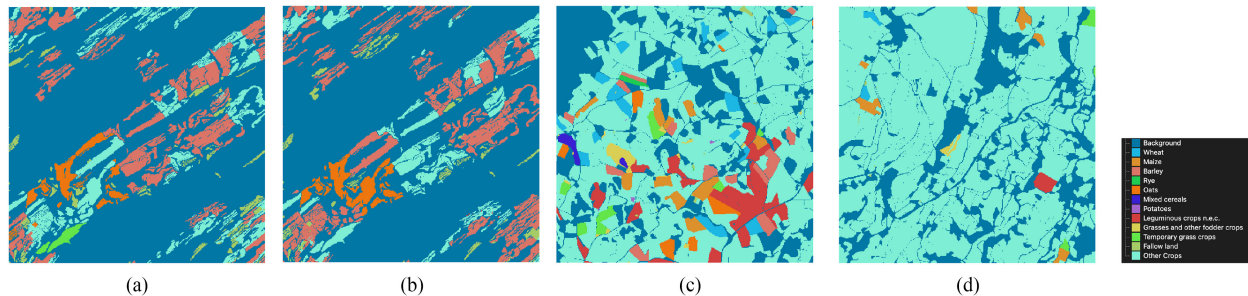 (a)
(b)
(c)
(d)
Background
Wheat
Maize
Barley
Rye
Oats
Mixed cereals
Potatoes
Leguminous crops n.e.c.
Grasses and other fodder crops
Temporary grass crops
Fallow land
Other Crops